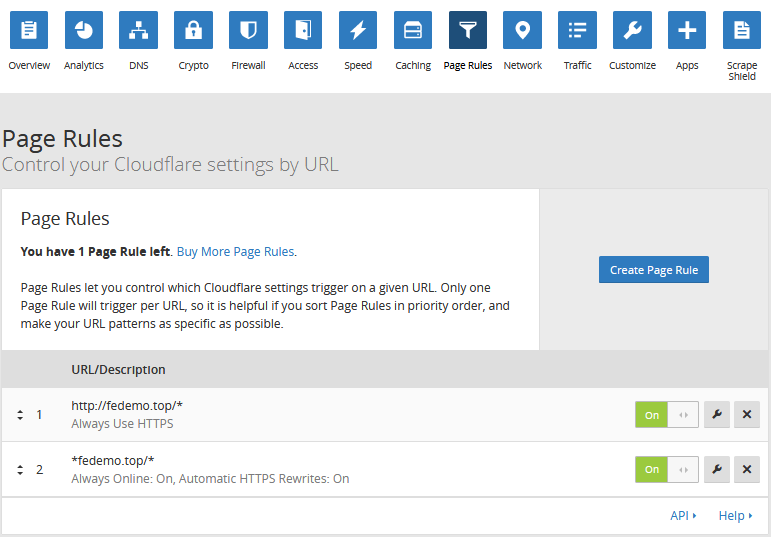 Overview Analytics DNS Crypto Firewall Access Speed Caching Page Rules Network Traffic Customize Apps Scrape Shield
Page Rules
Control your Cloudflare settings by URL
Page Rules
You have 1 Page Rule left. Buy More Page Rules.
Create Page Rule
Page Rules let you control which Cloudflare settings trigger on a given URL. Only one
Page Rule will trigger per URL, so it is helpful if you sort Page Rules in priority order, and
make your URL patterns as specific as possible.
URL/Description
1 http://fedemo.top/* On
Always Use HTTPS
2 *fedemo.top/* On
Always Online: On, Automatic HTTPS Rewrites: On
API Help